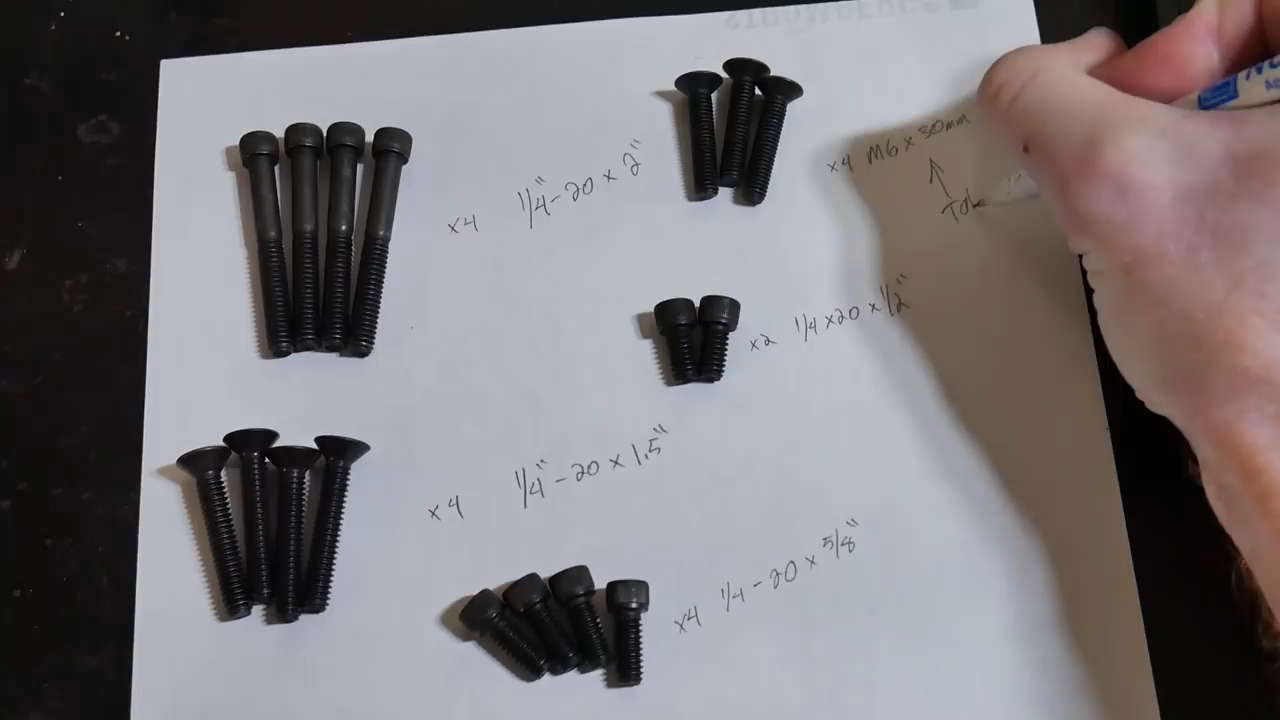 x4 1/4"-20 x 2"
x4 M6 x 30mm
x2 1/4 x20 x 1/2"
x4 1/4"-20 x 1.5"
x4 1/4-20 x 5/8"